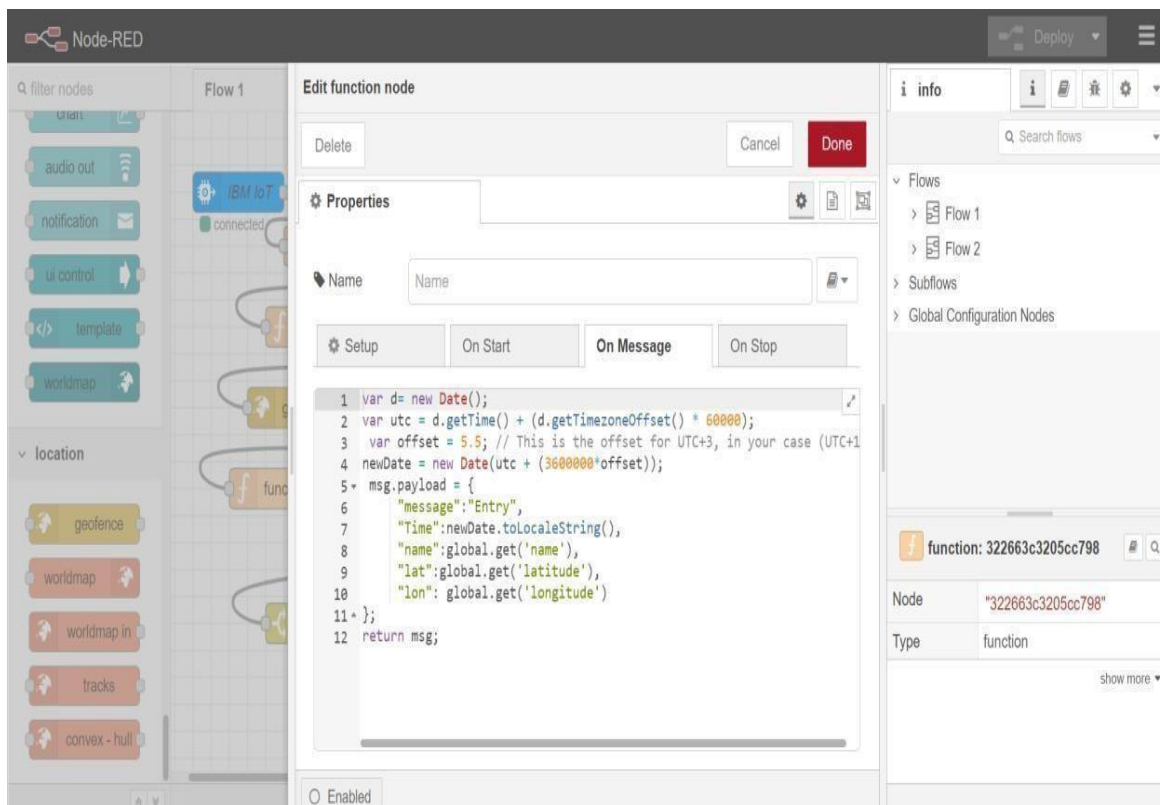 Node-RED
Deploy
filter nodes
Flow 1
Edit function node
i info
chart
Delete
Cancel
Done
Search flows
audio out
IBM IoT
Properties
Flows
notification
connected
Flow 1
Flow 2
ui control
Name
Name
Subflows
Global Configuration Nodes
template
Setup
On Start
On Message
On Stop
worldmap
1 var d= new Date();
2 var utc = d.getTime() + (d.getTimezoneOffset() * 60000);
3 var offset = 5.5; // This is the offset for UTC+3, in your case (UTC+1
location
4 newDate = new Date(utc + (3600000*offset));
5 msg.payload = {
func
6 "message":"Entry",
geofence
7 "Time":newDate.toLocaleString(),
8 "name":global.get('name'),
function: 322663c3205cc798
worldmap
9 "lat":global.get('latitude'),
10 "lon": global.get('longitude')
Node "322663c3205cc798"
worldmap in
11 };
12 return msg;
Type function
tracks
show more
convex - hull
Enabled